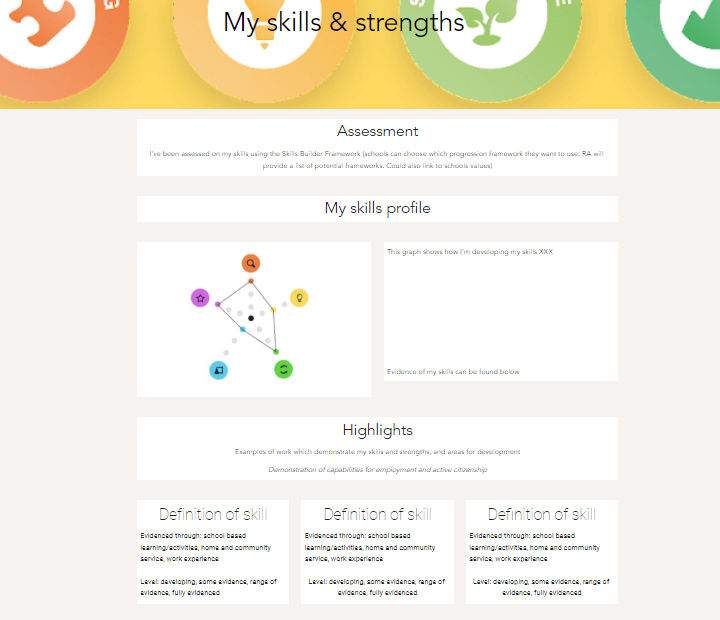 My skills & strengths
Assessment
I've been assessed on my skills using the Skills Builder Framework (schools can choose which progression framework they want to use. RA will
provide a list of potential frameworks. Could also link to schools values)
My skills profile
This graph shows how I'm developing my skills XXX
Evidence of my skills can be found below
Highlights
Examples of work which demonstrate my skills and strengths, and areas for development
Demonstration of capabilities for employment and active citizenship
Definition of skill
Evidenced through: school based
learning/activities, home and community
service, work experience
Level: developing, some evidence, range of
evidence, fully evidenced
Definition of skill
Evidenced through: school based
learning/activities, home and community
service, work experience
Level: developing, some evidence, range of
evidence, fully evidenced
Definition of skill
Evidenced through: school based
learning/activities, home and community
service, work experience
Level: developing, some evidence, range of
evidence, fully evidenced